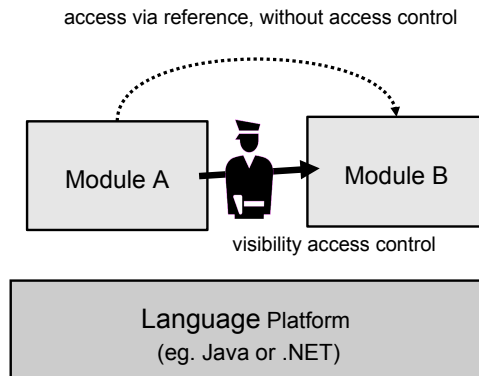 access via reference, without access control
Module A
Module B
visibility access control
Language Platform
(eg. Java or .NET)